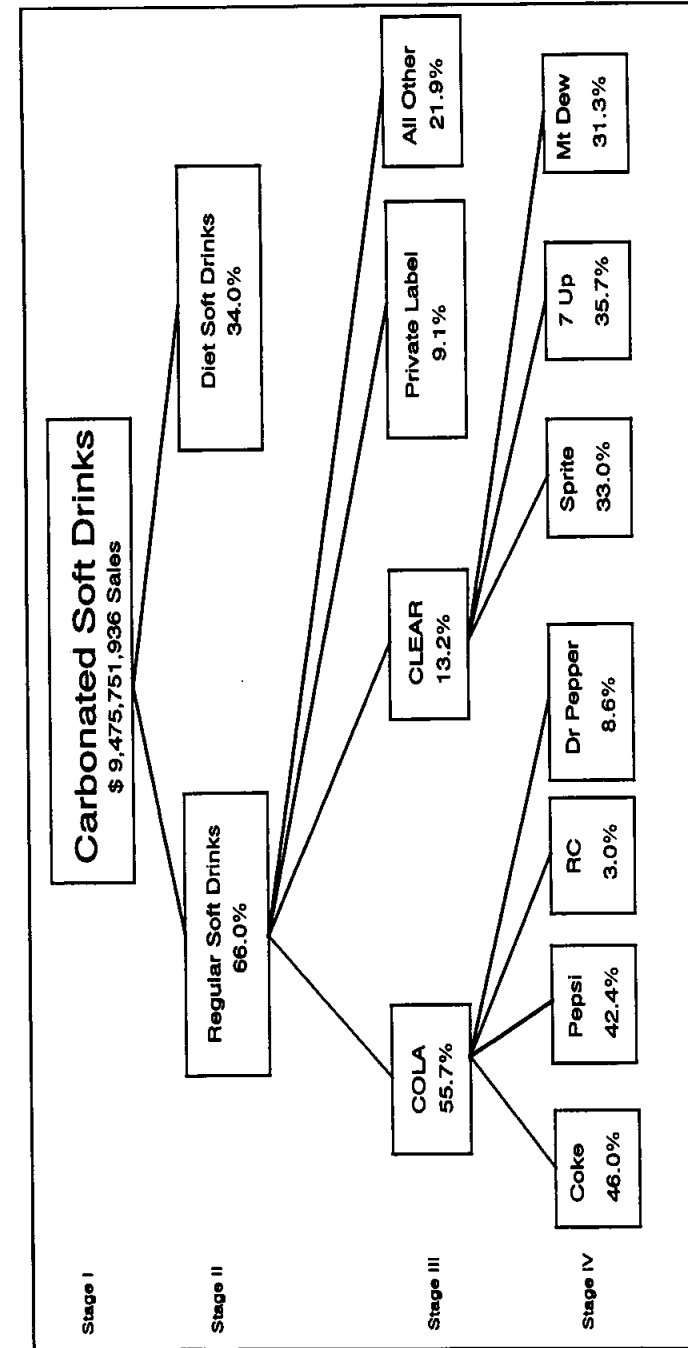 Carbonated Soft Drinks
$ 9,475,751,936 Sales
Stage I
Regular Soft Drinks
66.0%
Diet Soft Drinks
34.0%
Stage II
COLA
55.7%
CLEAR
13.2%
Private Label
9.1%
All Other
21.9%
Stage III
Coke
46.0%
Pepsi
42.4%
RC
3.0%
Dr Pepper
8.6%
Sprite
33.0%
7 Up
35.7%
Mt Dew
31.3%
Stage IV